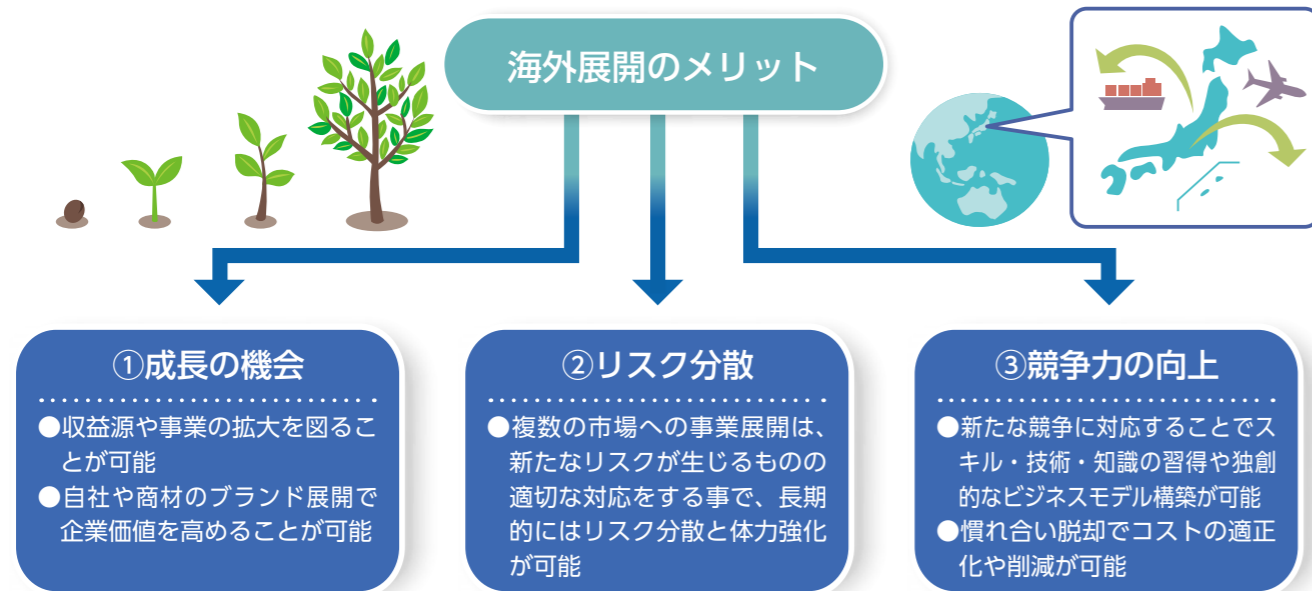 海外展開のメリット
①成長の機会
●収益源や事業の拡大を図るこ
とが可能
●自社や商材のブランド展開で
企業価値を高めることが可能
②リスク分散
●複数の市場への事業展開は、
新たなリスクが生じるものの
適切な対応をする事で、長期
的にはリスク分散と体力強化
が可能
③競争力の向上
●新たな競争に対応することでス
キル・技術・知識の習得や独創
的なビジネスモデル構築が可能
●慣れ合い脱却でコストの適正
化や削減が可能